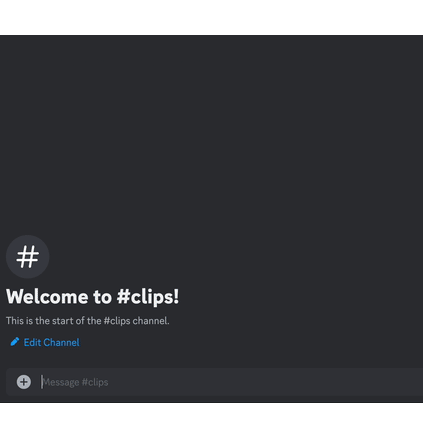 #
Welcome to #clips!
This is the start of the #clips channel.
Edit Channel
Message #clips